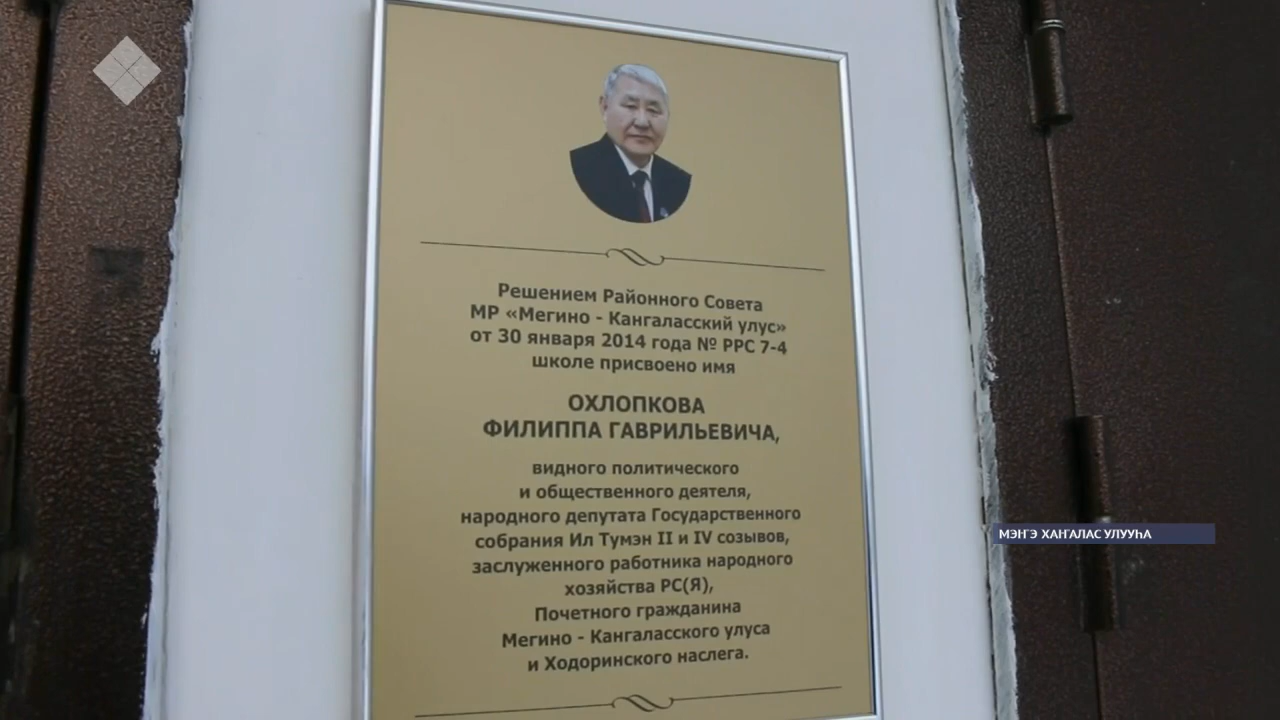 Решением Районного Совета
МР «Мегино - Кангаласский улус»
от 30 января 2014 года № РРС 7-4
школе присвоено имя
ОХЛОПКОВА
ФИЛИППА ГАВРИЛЬЕВИЧА,
видного политического
и общественного деятеля,
народного депутата Государственного
собрания Ил Тумэн II и IV созывов,
заслуженного работника народного
хозяйства РС(Я),
Почетного гражданина
Мегино - Кангаласского улуса
и Ходоринского наслега.
МЭҤЭ ХАҤАЛАС УЛУУҺА